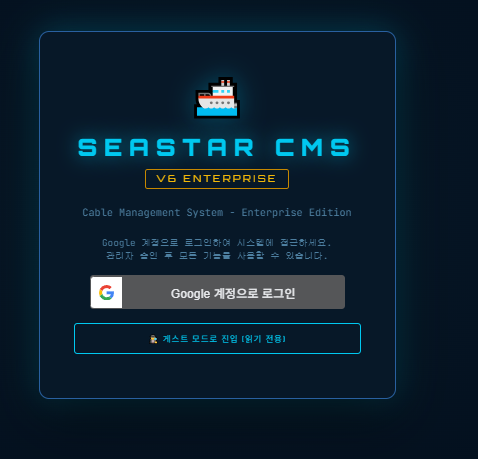 SEASTAR CMS
V6 ENTERPRISE
Cable Management System - Enterprise Edition
Google 계정으로 로그인하여 시스템에 접근하세요.
관리자 승인 후 모든 기능을 사용할 수 있습니다.
Google 계정으로 로그인
게스트 모드로 진입 [읽기 전용]